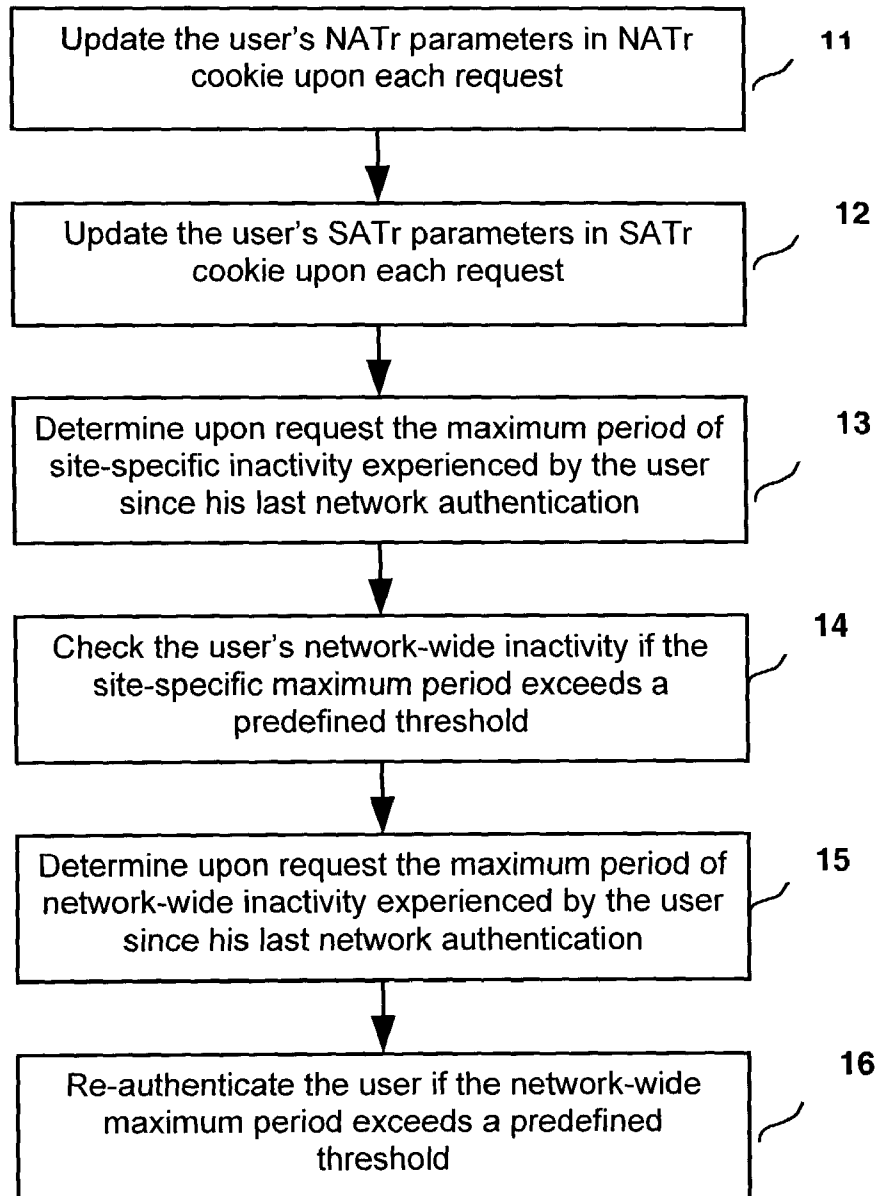 Update the user's NATr parameters in NATr
cookie upon each request
11
Update the user's SATr parameters in SATr
cookie upon each request
12
Determine upon request the maximum period of
site-specific inactivity experienced by the user
since his last network authentication
13
Check the user's network-wide inactivity if the
site-specific maximum period exceeds a
predefined threshold
14
Determine upon request the maximum period of
network-wide inactivity experienced by the user
since his last network authentication
15
Re-authenticate the user if the network-wide
maximum period exceeds a predefined
threshold
16